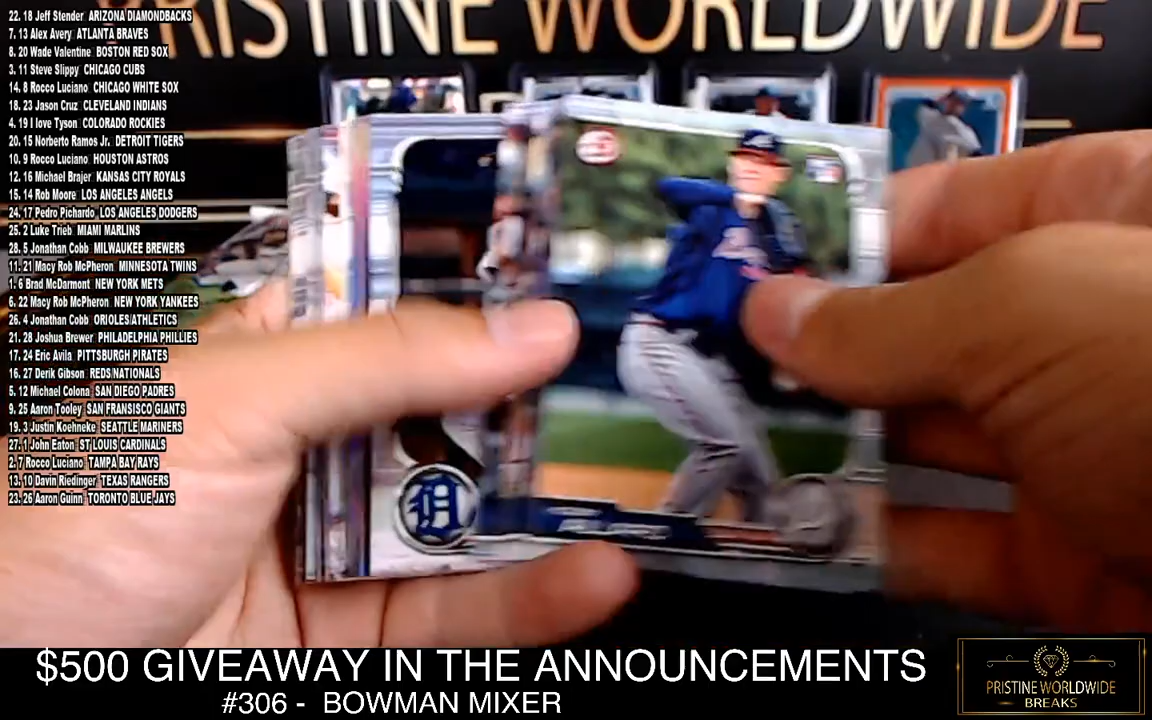 PRISTINE WORLDWIDE
22. 18 Jeff Stender ARIZONA DIAMONDBACKS
7. 13 Alex Avery ATLANTA BRAVES
8. 20 Wade Valentine BOSTON RED SOX
3. 11 Steve Slippy CHICAGO CUBS
14. 8 Rocco Luciano CHICAGO WHITE SOX
18. 23 Jason Cruz CLEVELAND INDIANS
4. 19 I love Tyson COLORADO ROCKIES
20. 15 Norberto Ramos Jr. DETROIT TIGERS
10. 9 Rocco Luciano HOUSTON ASTROS
12. 16 Michael Brajer KANSAS CITY ROYALS
15. 14 Rob Moore LOS ANGELES ANGELS
24. 17 Pedro Pichardo LOS ANGELES DODGERS
25. 2 Luke Trieb MIAMI MARLINS
28. 5 Jonathan Cobb MILWAUKEE BREWERS
11. 21 Macy Rob McPheron MINNESOTA TWINS
1. 6 Brad McDarmont NEW YORK METS
6. 22 Macy Rob McPheron NEW YORK YANKEES
26. 4 Jonathan Cobb ORIOLES/ATHLETICS
21. 28 Joshua Brewer PHILADELPHIA PHILLIES
17. 24 Eric Avila PITTSBURGH PIRATES
16. 27 Derik Gibson REDS/NATIONALS
5. 12 Michael Colona SAN DIEGO PADRES
9. 25 Aaron Tooley SAN FRANSISCO GIANTS
19. 3 Justin Koehneke SEATTLE MARINERS
27. 1 John Eaton ST LOUIS CARDINALS
2. 7 Rocco Luciano TAMPA BAY RAYS
13. 10 Davin Riedinger TEXAS RANGERS
23. 26 Aaron Guinn TORONTO BLUE JAYS
$500 GIVEAWAY IN THE ANNOUNCEMENTS
#306 - BOWMAN MIXER
PRISTINE WORLDWIDE
BREAKS